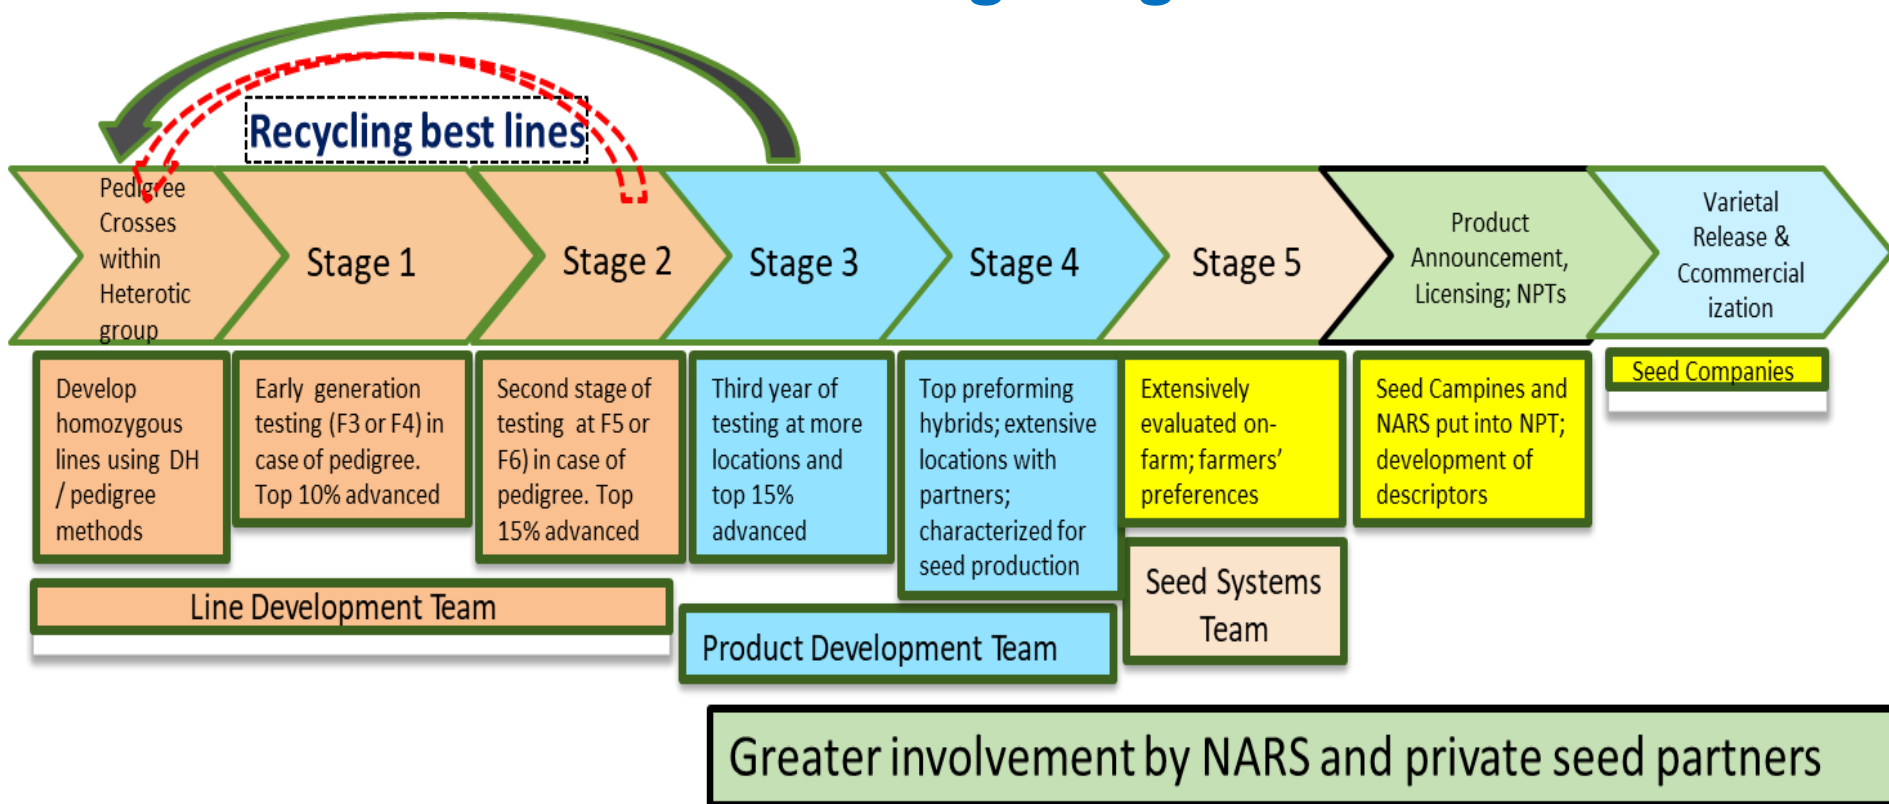 Recycling best lines
Pedigree
Crosses
within
Heterotic
group
Stage 1
Stage 2
Stage 3
Stage 4
Stage 5
Product
Announcement,
Licensing; NPTs
Varietal
Release &
Ccommercial
ization
Develop
homozygous
lines using DH
/ pedigree
methods
Early generation
testing (F3 or F4) in
case of pedigree.
Top 10% advanced
Second stage of
testing at F5 or
F6) in case of
pedigree. Top
15% advanced
Third year of
testing at more
locations and
top 15%
advanced
Top preforming
hybrids; extensive
locations with
partners;
characterized for
seed production
Extensively
evaluated on-
farm; farmers’
preferences
Seed Campines and
NARS put into NPT;
development of
descriptors
Seed Companies
Line Development Team
Product Development Team
Seed Systems
Team
Greater involvement by NARS and private seed partners